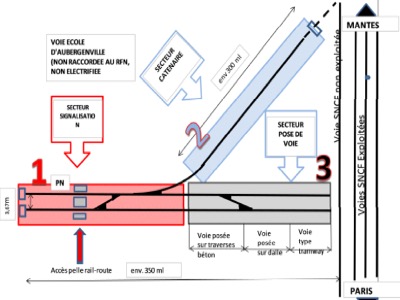 VOIE ECOLE
D'AUBERGENVILLE
(NON RACCORDEE AU RFN,
NON ELECTRIFIEE
MANTES
SECTEUR
CATENAIRE
env 300 ml
SECTEUR
SIGNALISATIO
N
SECTEUR
POSE DE
VOIE
Voie SNCF non exploitée
Voies SNCF Exploitées
1
2
3
PN
3,67m
Voie posée
sur traverses
béton
Voie
posée
sur dalle
Voie
type
tramway
Accès pelle rail-route
env. 350 ml
PARIS